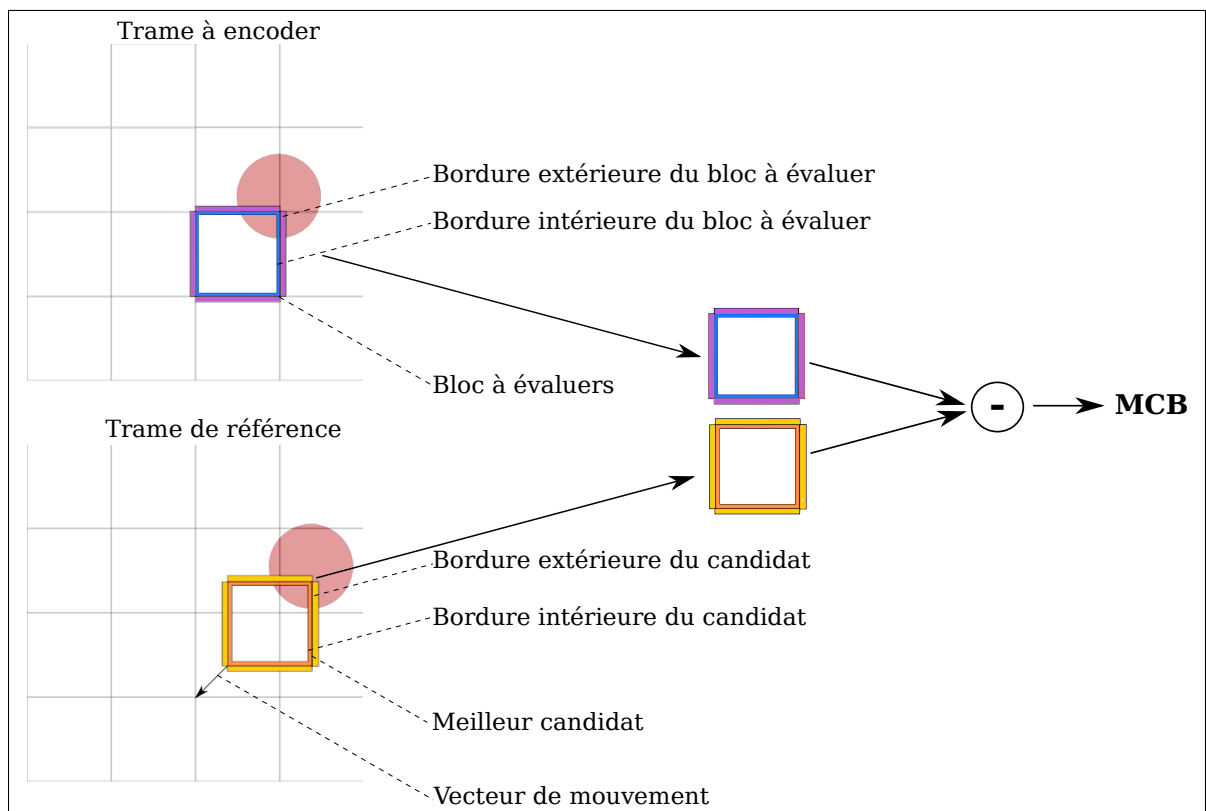 Trame à encoder
Bordure extérieure du bloc à évaluer
Bordure intérieure du bloc à évaluer
Bloc à évaluers
- MCB
Trame de référence
Bordure extérieure du candidat
Bordure intérieure du candidat
Meilleur candidat
Vecteur de mouvement